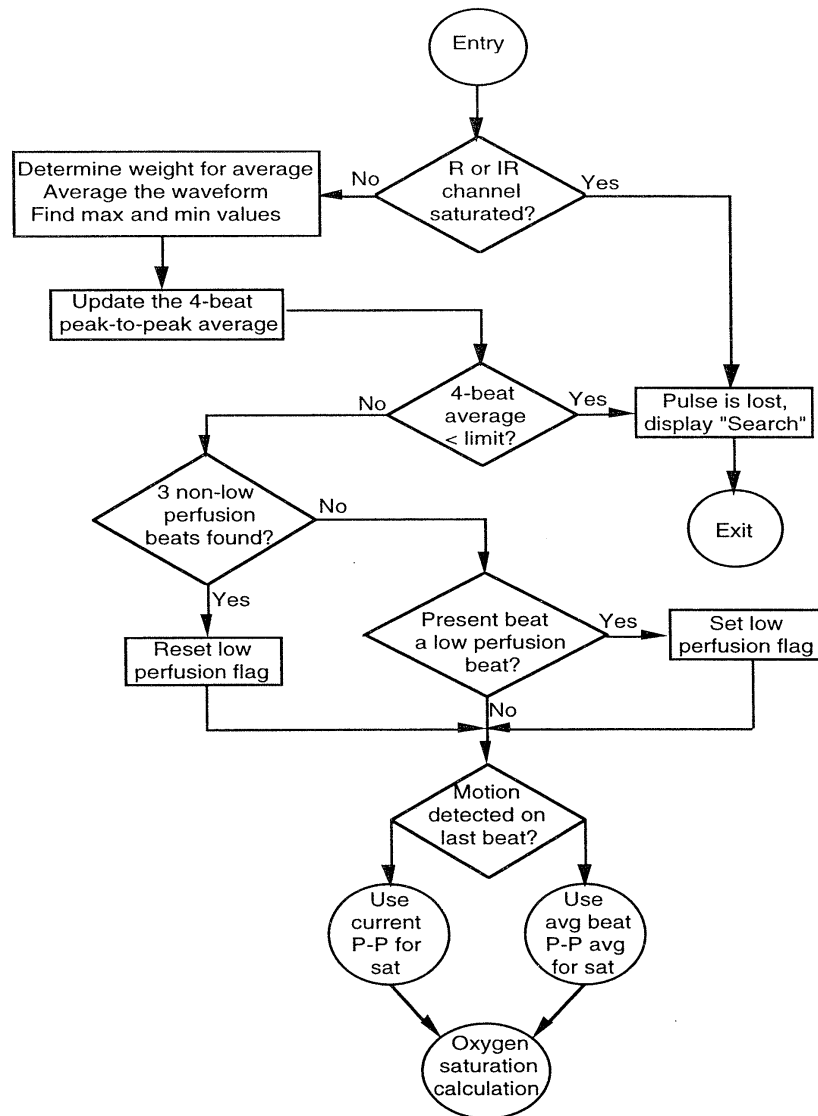 Entry
R or IR
channel
saturated?
No
Yes
Determine weight for average
Average the waveform
Find max and min values
Update the 4-beat
peak-to-peak average
4-beat
average
< limit?
No
Yes
Pulse is lost,
display "Search"
Exit
3 non-low
perfusion
beats found?
No
Yes
Present beat
a low perfusion
beat?
Yes
No
Set low
perfusion flag
Reset low
perfusion flag
Motion
detected on
last beat?
Use
current
P-P for
sat
Use
avg beat
P-P avg
for sat
Oxygen
saturation
calculation